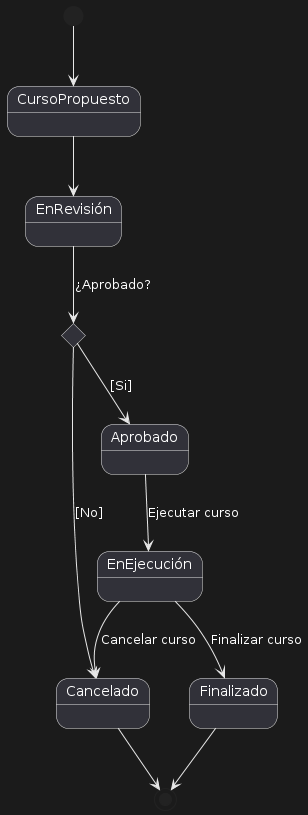 CursoPropuesto
EnRevisión
¿Aprobado?
[Si]
Aprobado
[No]
Ejecutar curso
EnEjecución
Cancelar curso
Finalizar curso
Cancelado
Finalizado